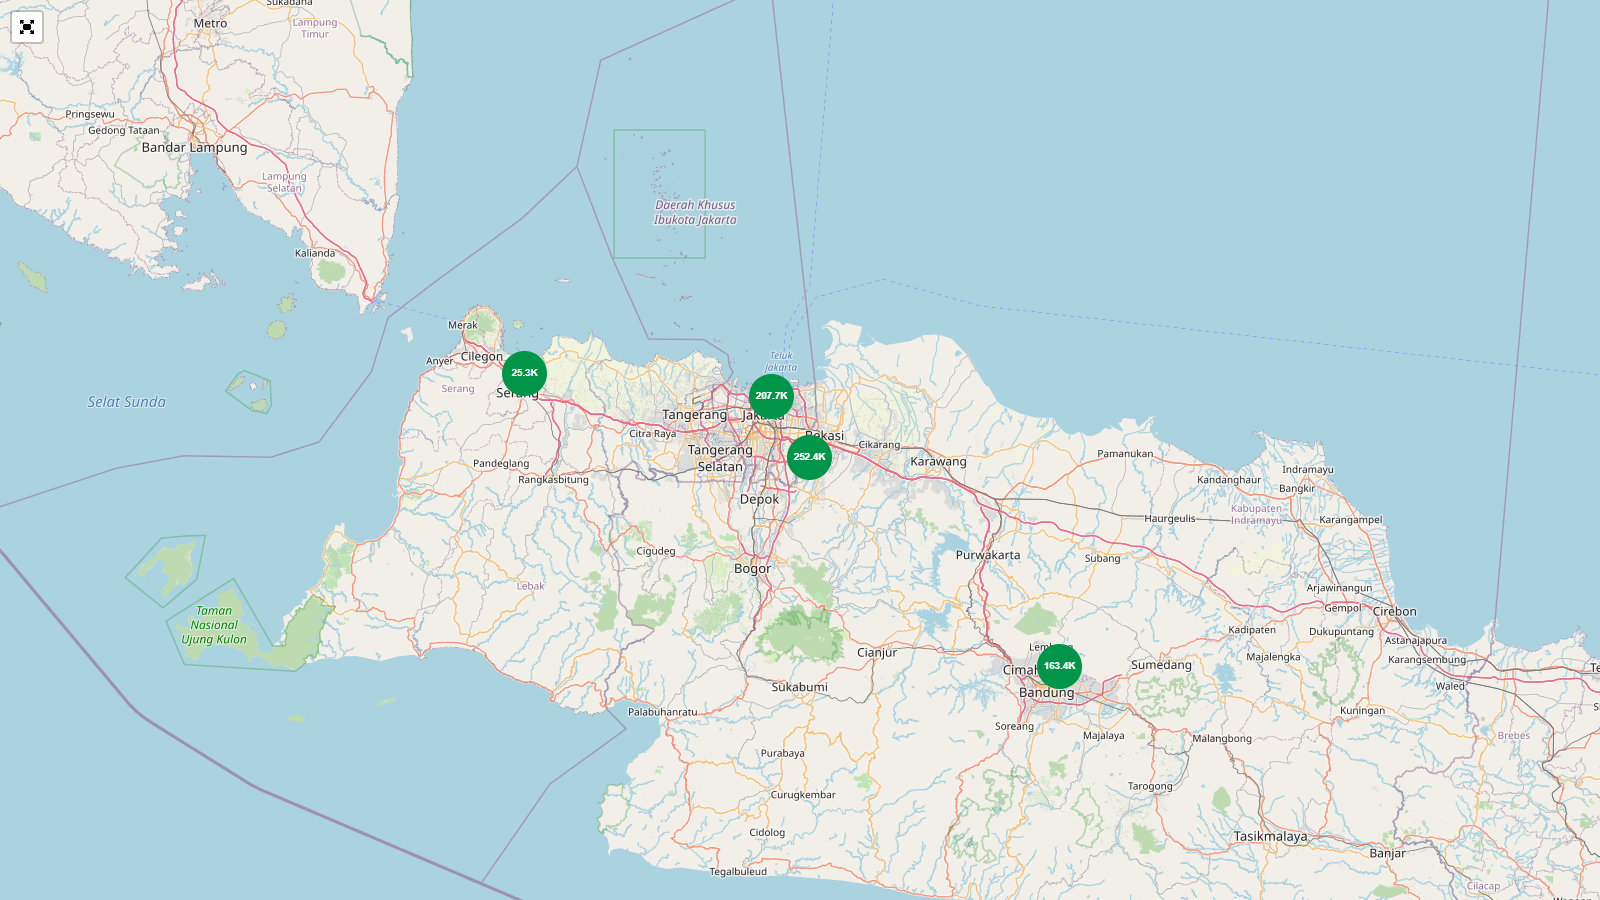 Sukadana
Metro
Lampung
Timur
Pringsewu
Gedong Tataan
Bandar Lampung
Lampung
Selatan
Daerah Khusus
Ibukota Jakarta
Kalianda
Merak
Cilegon
Anyer
Teluk
Jakarta
25.3K
Serang
Serang
207.7K
Selat Sunda
Tangerang
Jakarta
Citra Raya
Bekasi
Cikarang
Tangerang
Selatan
252.4K
Karawang
Pamanukan
Pandeglang
Rangkasbitung
Depok
Indramayu
Kandanghaur
Bangkir
Kabupaten
Indramayu
Haurgeulis
Karangampel
Cigudeg
Purwakarta
Subang
Bogor
Lebak
Arjawinangun
Gempol
Cirebon
Taman
Nasional
Ujung Kulon
Kadipaten
Dukupuntang
Astanajapura
Cianjur
Majalengka
Karangsembung
163.4K
Sumedang
Sukabumi
Bandung
Waled
Palabuhanratu
Kuningan
Soreang
Majalaya
Malangbong
Brebes
Purabaya
Tarogong
Curugkembar
Cidolog
Tasikmalaya
Banjar
Tegalbuleud
Cilacap